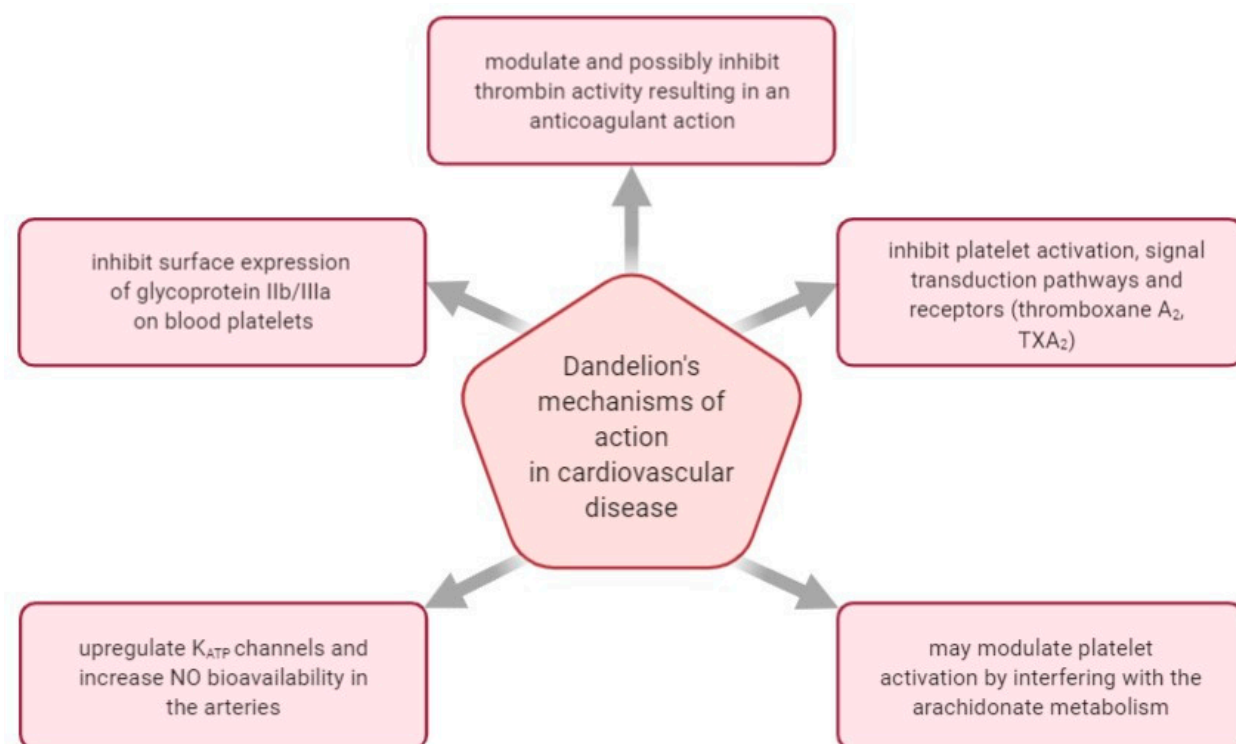 modulate and possibly inhibit
thrombin activity resulting in an
anticoagulant action
inhibit surface expression
of glycoprotein IIb/IIIa
on blood platelets
inhibit platelet activation, signal
transduction pathways and
receptors (thromboxane A₂,
TXA₂)
Dandelion's
mechanisms of
action
in cardiovascular
disease
upregulate K_ATP channels and
increase NO bioavailability in
the arteries
may modulate platelet
activation by interfering with the
arachidonate metabolism